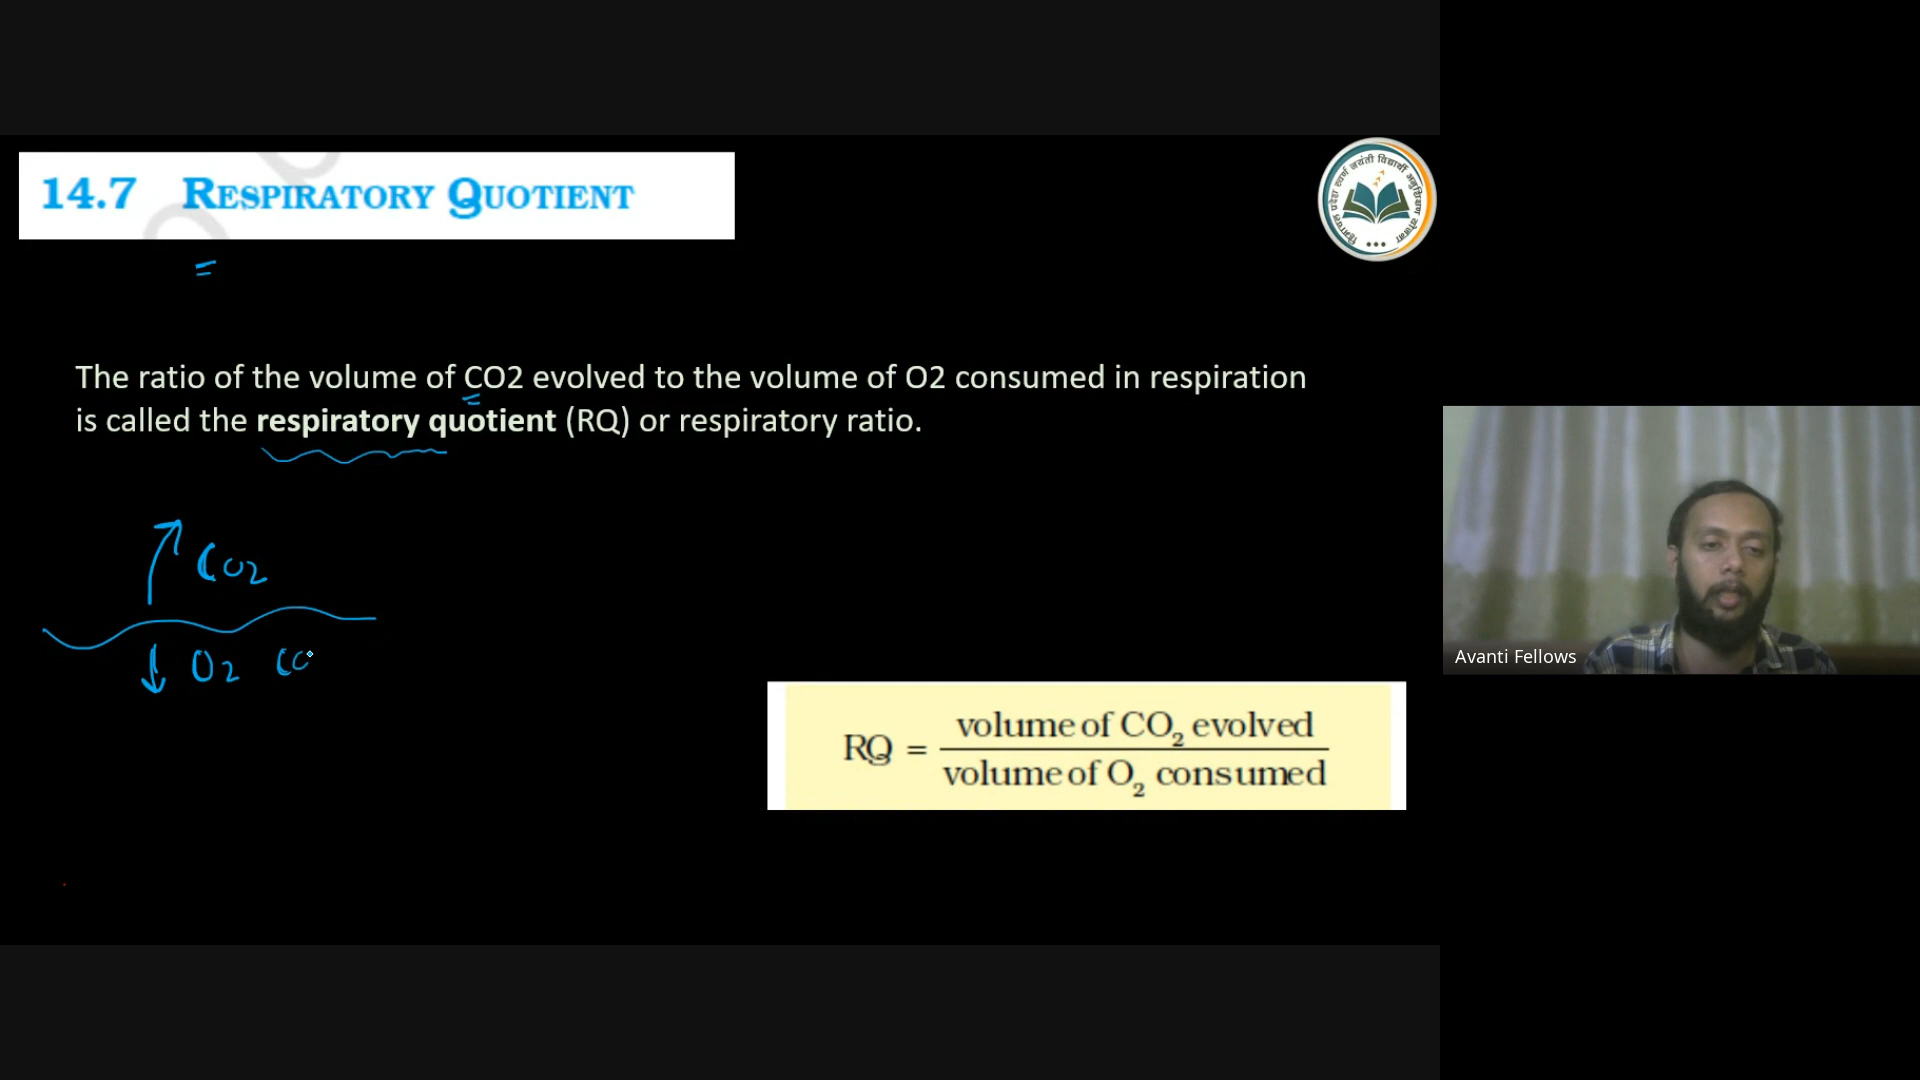 14.7 RESPIRATORY QUOTIENT
=
The ratio of the volume of CO2 evolved to the volume of O2 consumed in respiration
is called the respiratory quotient (RQ) or respiratory ratio.
CO2
O2 CO
RQ = volume of CO2 evolved
volume of O2 consumed
Avanti Fellows